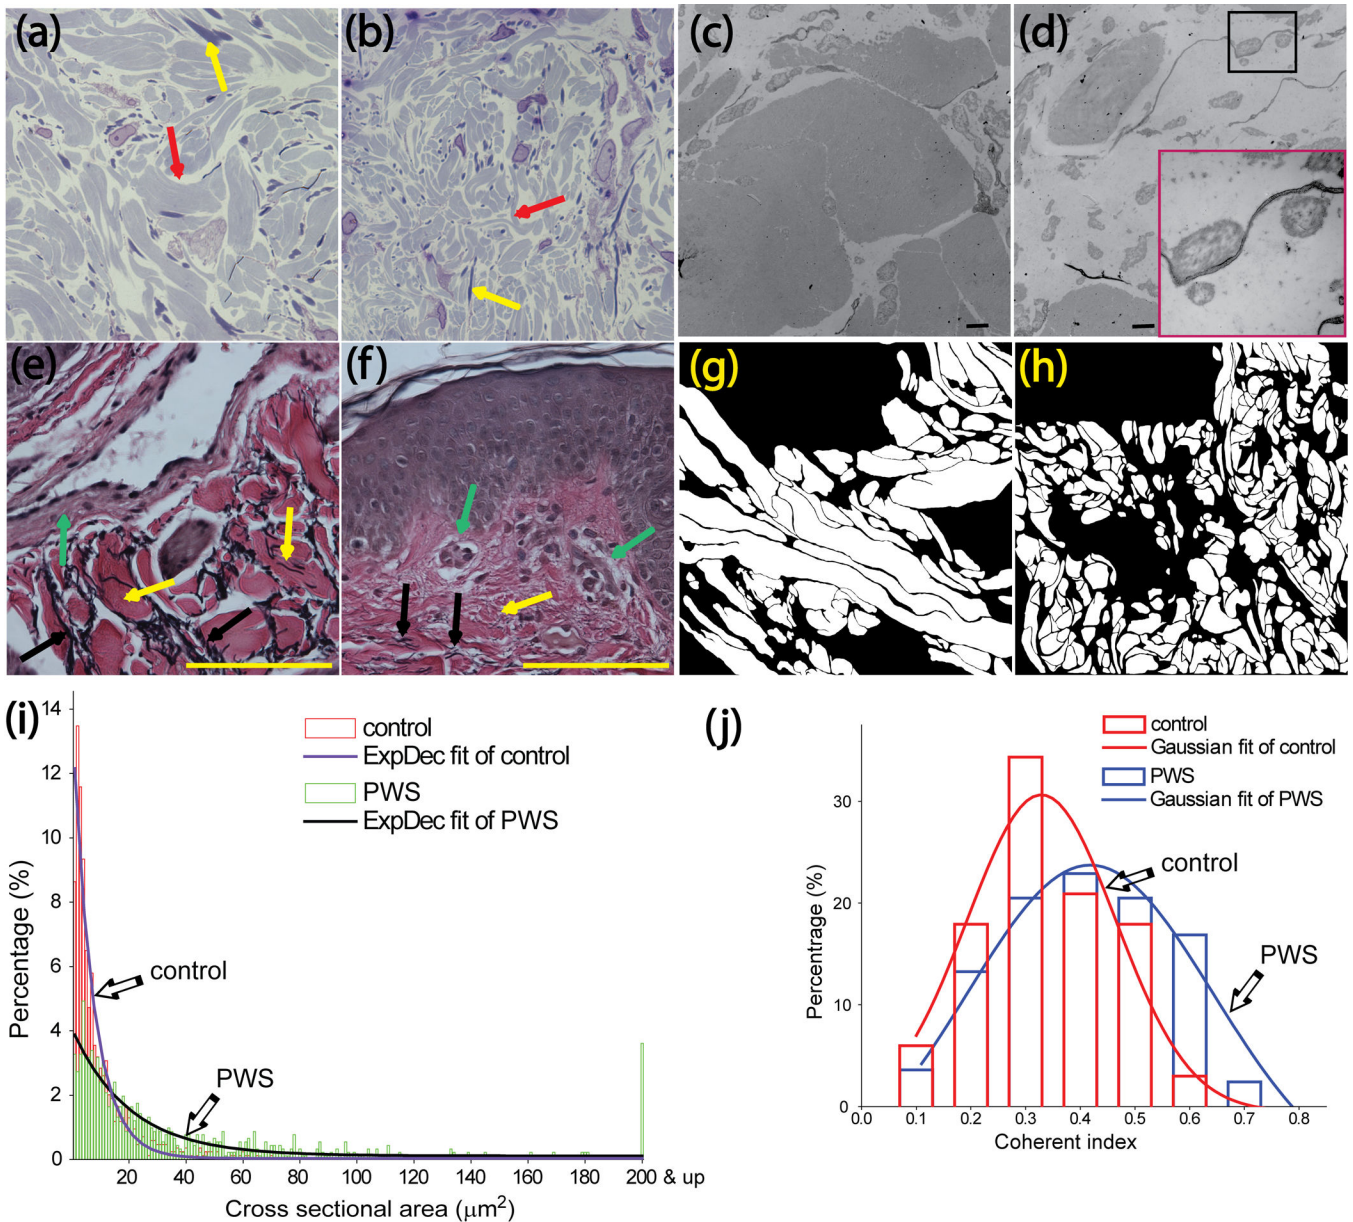 (a)
(b)
(c)
(d)
(e)
(f)
(g)
(h)
(i)
14
12
10
8
6
4
2
0
Percentage (%)
control
ExpDec fit of control
PWS
ExpDec fit of PWS
control
PWS
20
40
60
80
100
120
140
160
180
200 & up
Cross sectional area (μm²)
(j)
control
Gaussian fit of control
PWS
Gaussian fit of PWS
30
20
10
0
Percentrage (%)
control
PWS
0.0
0.1
0.2
0.3
0.4
0.5
0.6
0.7
0.8
Coherent index